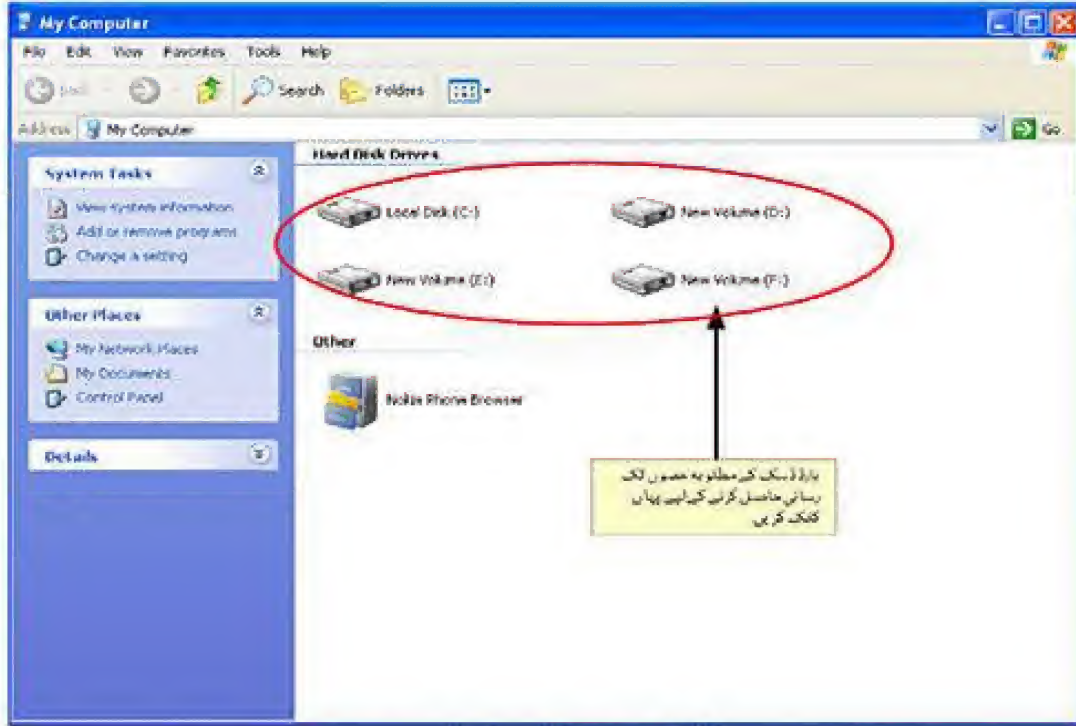 My Computer
File Edit View Favorites Tools Help
Back Search Folders
Address My Computer Go
System Tasks
View system information
Add or remove programs
Change a setting
Other Places
My Network Places
My Documents
Control Panel
Details
Hard Disk Drives
Local Disk (C:) New Volume (D:)
New Volume (E:) New Volume (F:)
Other
Nokia Phone Browser
ہارڈ ڈسک کے مطلوبہ حصوں تک
رسائی حاصل کرنے کے لیے یہاں
کلک کریں